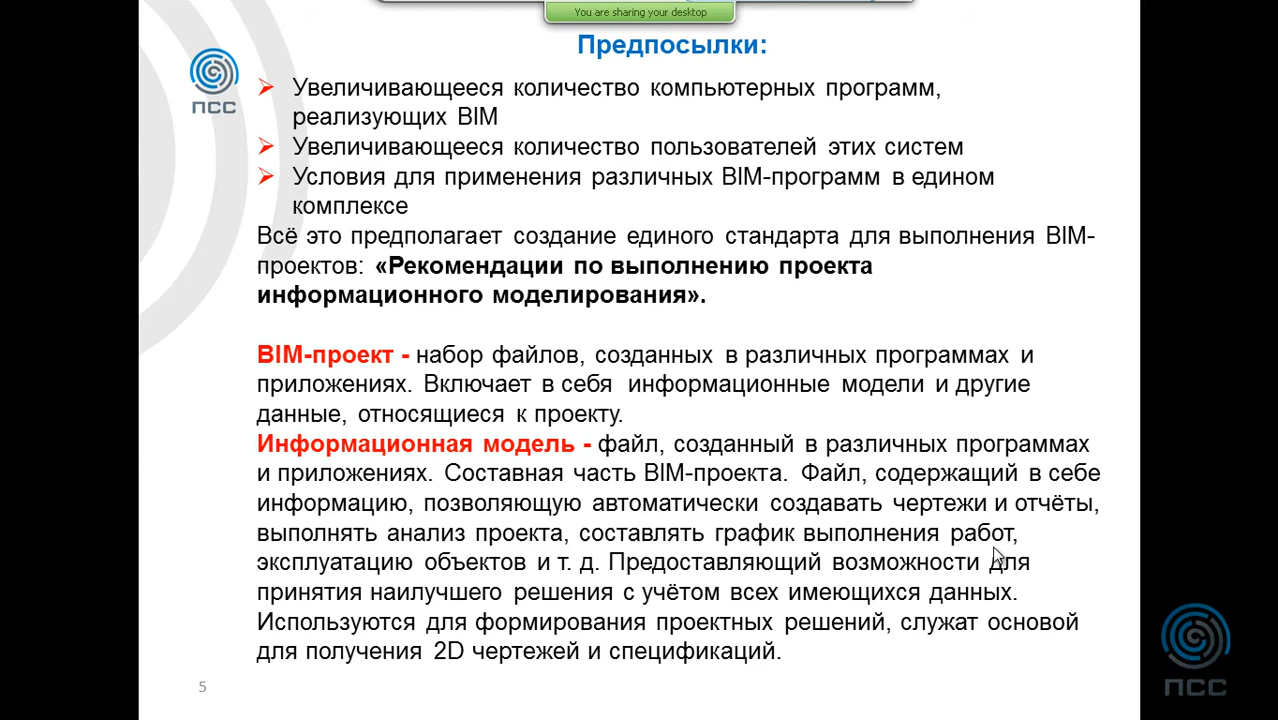 You are sharing your desktop
Предпосылки:
ПСС
Увеличивающееся количество компьютерных программ,
реализующих BIM
Увеличивающееся количество пользователей этих систем
Условия для применения различных BIM-программ в едином
комплексе
Всё это предполагает создание единого стандарта для выполнения BIM-
проектов: «Рекомендации по выполнению проекта
информационного моделирования».
BIM-проект - набор файлов, созданных в различных программах и
приложениях. Включает в себя информационные модели и другие
данные, относящиеся к проекту.
Информационная модель - файл, созданный в различных программах
и приложениях. Составная часть BIM-проекта. Файл, содержащий в себе
информацию, позволяющую автоматически создавать чертежи и отчёты,
выполнять анализ проекта, составлять график выполнения работ,
эксплуатацию объектов и т. д. Предоставляющий возможности для
принятия наилучшего решения с учётом всех имеющихся данных.
Используются для формирования проектных решений, служат основой
для получения 2D чертежей и спецификаций.
5
ПСС